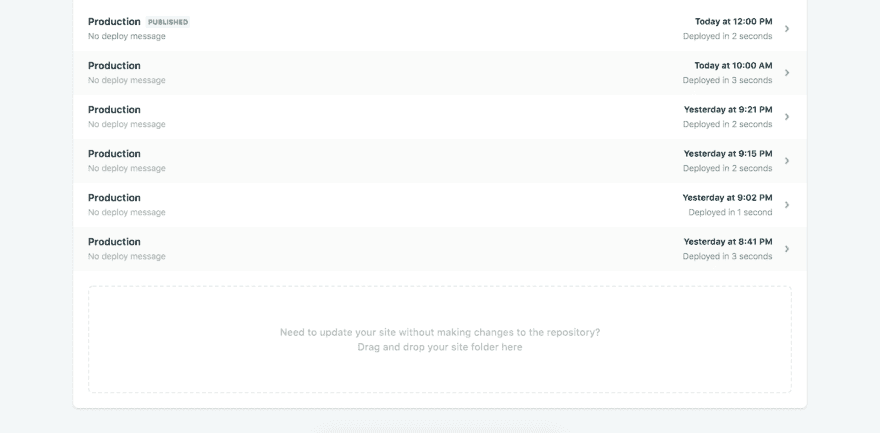 Production PUBLISHED
Today at 12:00 PM
No deploy message
Deployed in 2 seconds
Production
Today at 10:00 AM
No deploy message
Deployed in 3 seconds
Production
Yesterday at 9:21 PM
No deploy message
Deployed in 2 seconds
Production
Yesterday at 9:15 PM
No deploy message
Deployed in 2 seconds
Production
Yesterday at 9:02 PM
No deploy message
Deployed in 1 second
Production
Yesterday at 8:41 PM
No deploy message
Deployed in 3 seconds
Need to update your site without making changes to the repository?
Drag and drop your site folder here